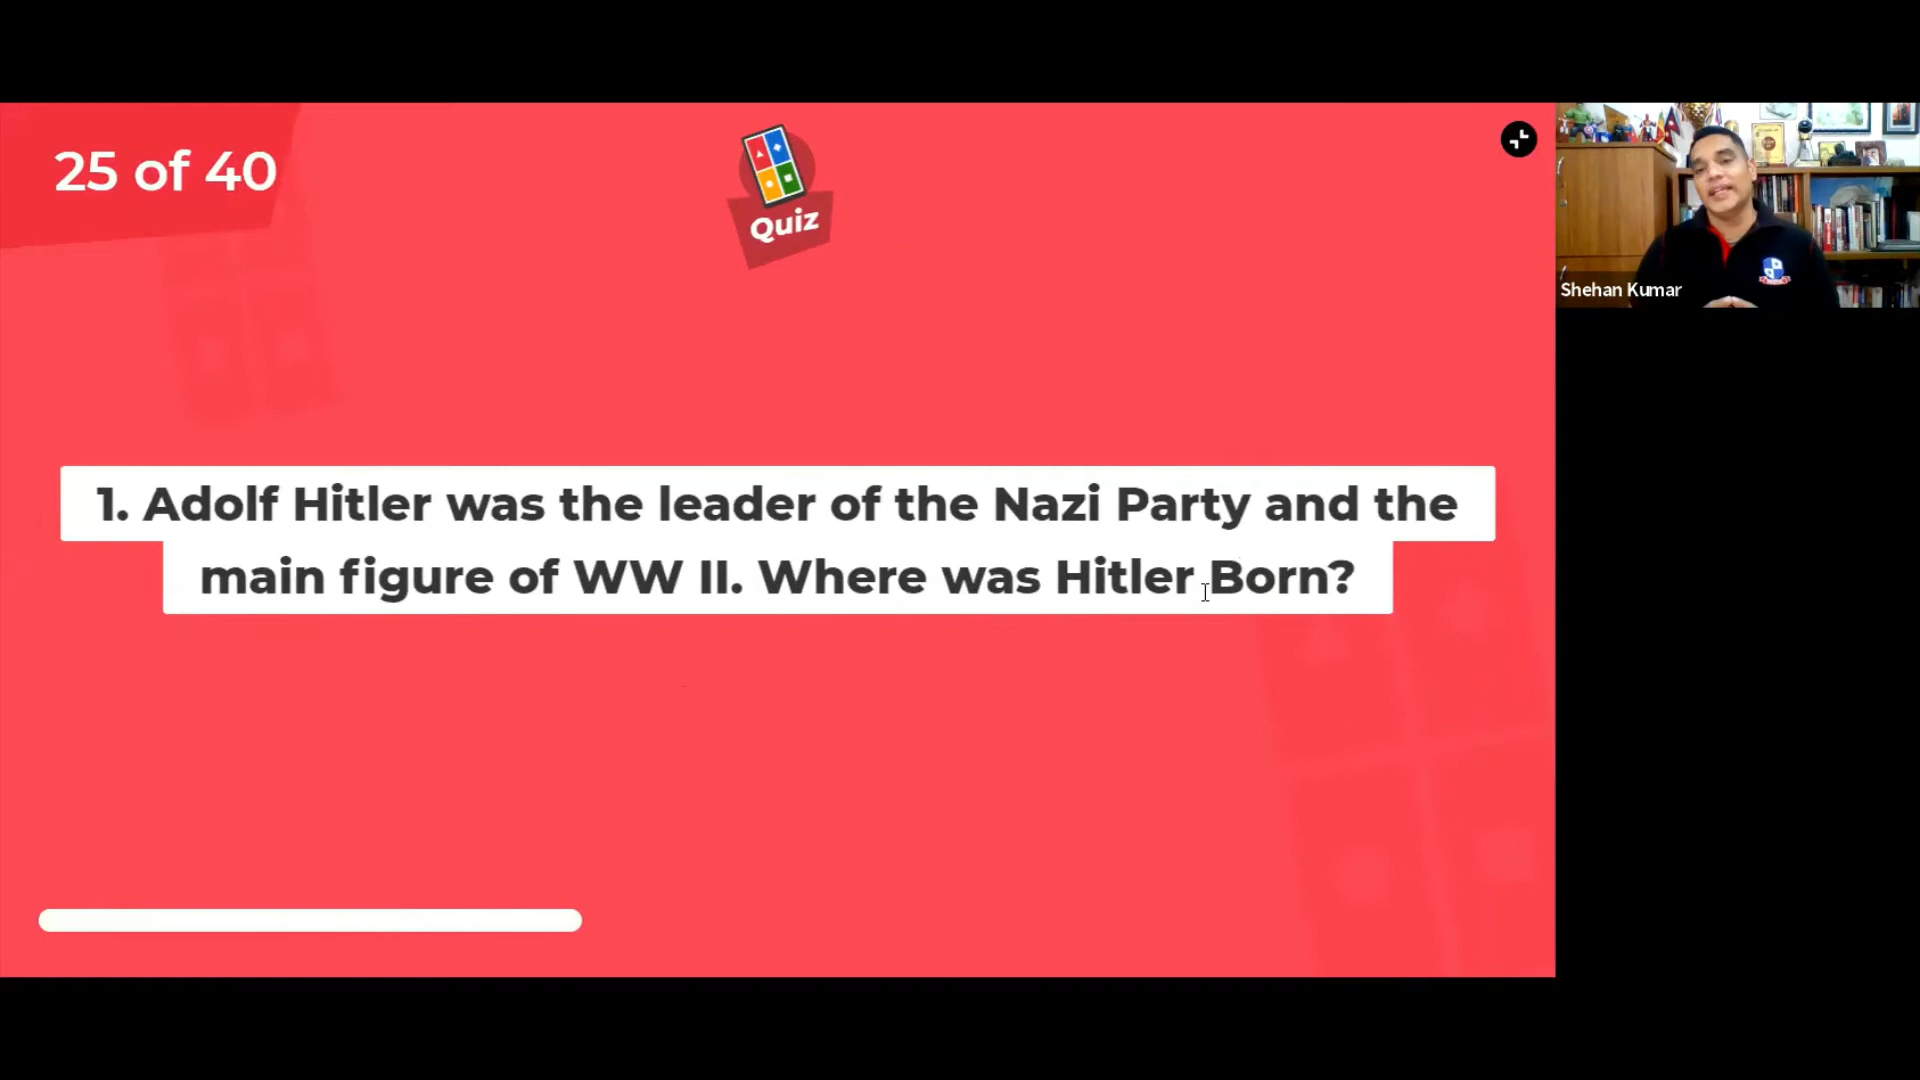 25 of 40
Quiz
1. Adolf Hitler was the leader of the Nazi Party and the
main figure of WW II. Where was Hitler Born?
Shehan Kumar